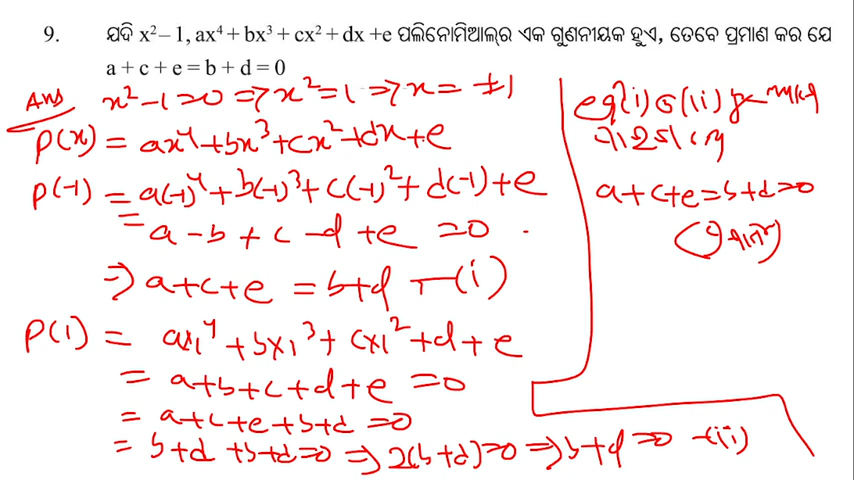 9. ଯଦି x² – 1, ax⁴ + bx³ + cx² + dx +e ପଲିନୋମିଆଲ୍‌ର ଏକ ଗୁଣନୀୟକ ହୁଏ, ତେବେ ପ୍ରମାଣ କର ଯେ
a + c + e = b + d = 0
Ans x²-1=0 => x²=1 => x = ±1
P(x) = ax⁴+bx³+cx²+dx+e
P(-1) = a(-1)⁴+b(-1)³+c(-1)²+d(-1)+e
= a-b+c-d+e =0
=> a+c+e = b+d —(i)
P(1) = a×1⁴+b×1³+c×1²+d+e
= a+b+c+d+e =0
= a+c+e+b+d =0
= b+d+b+d=0 => 2(b+d)=0 => b+d=0 —(ii)
(i) ଓ (ii)
a+c+e=b+d=0